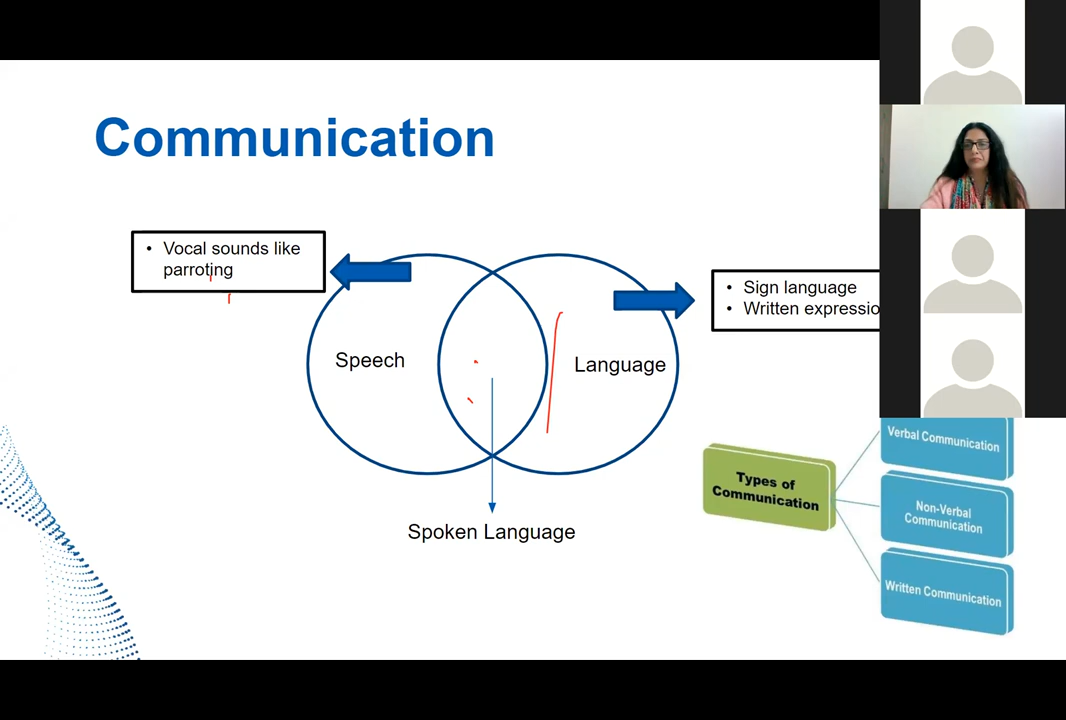 Communication
• Vocal sounds like
parroting
• Sign language
• Written expressio
Speech
Language
Spoken Language
Types of
Communication
Verbal Communication
Non-Verbal
Communication
Written Communication